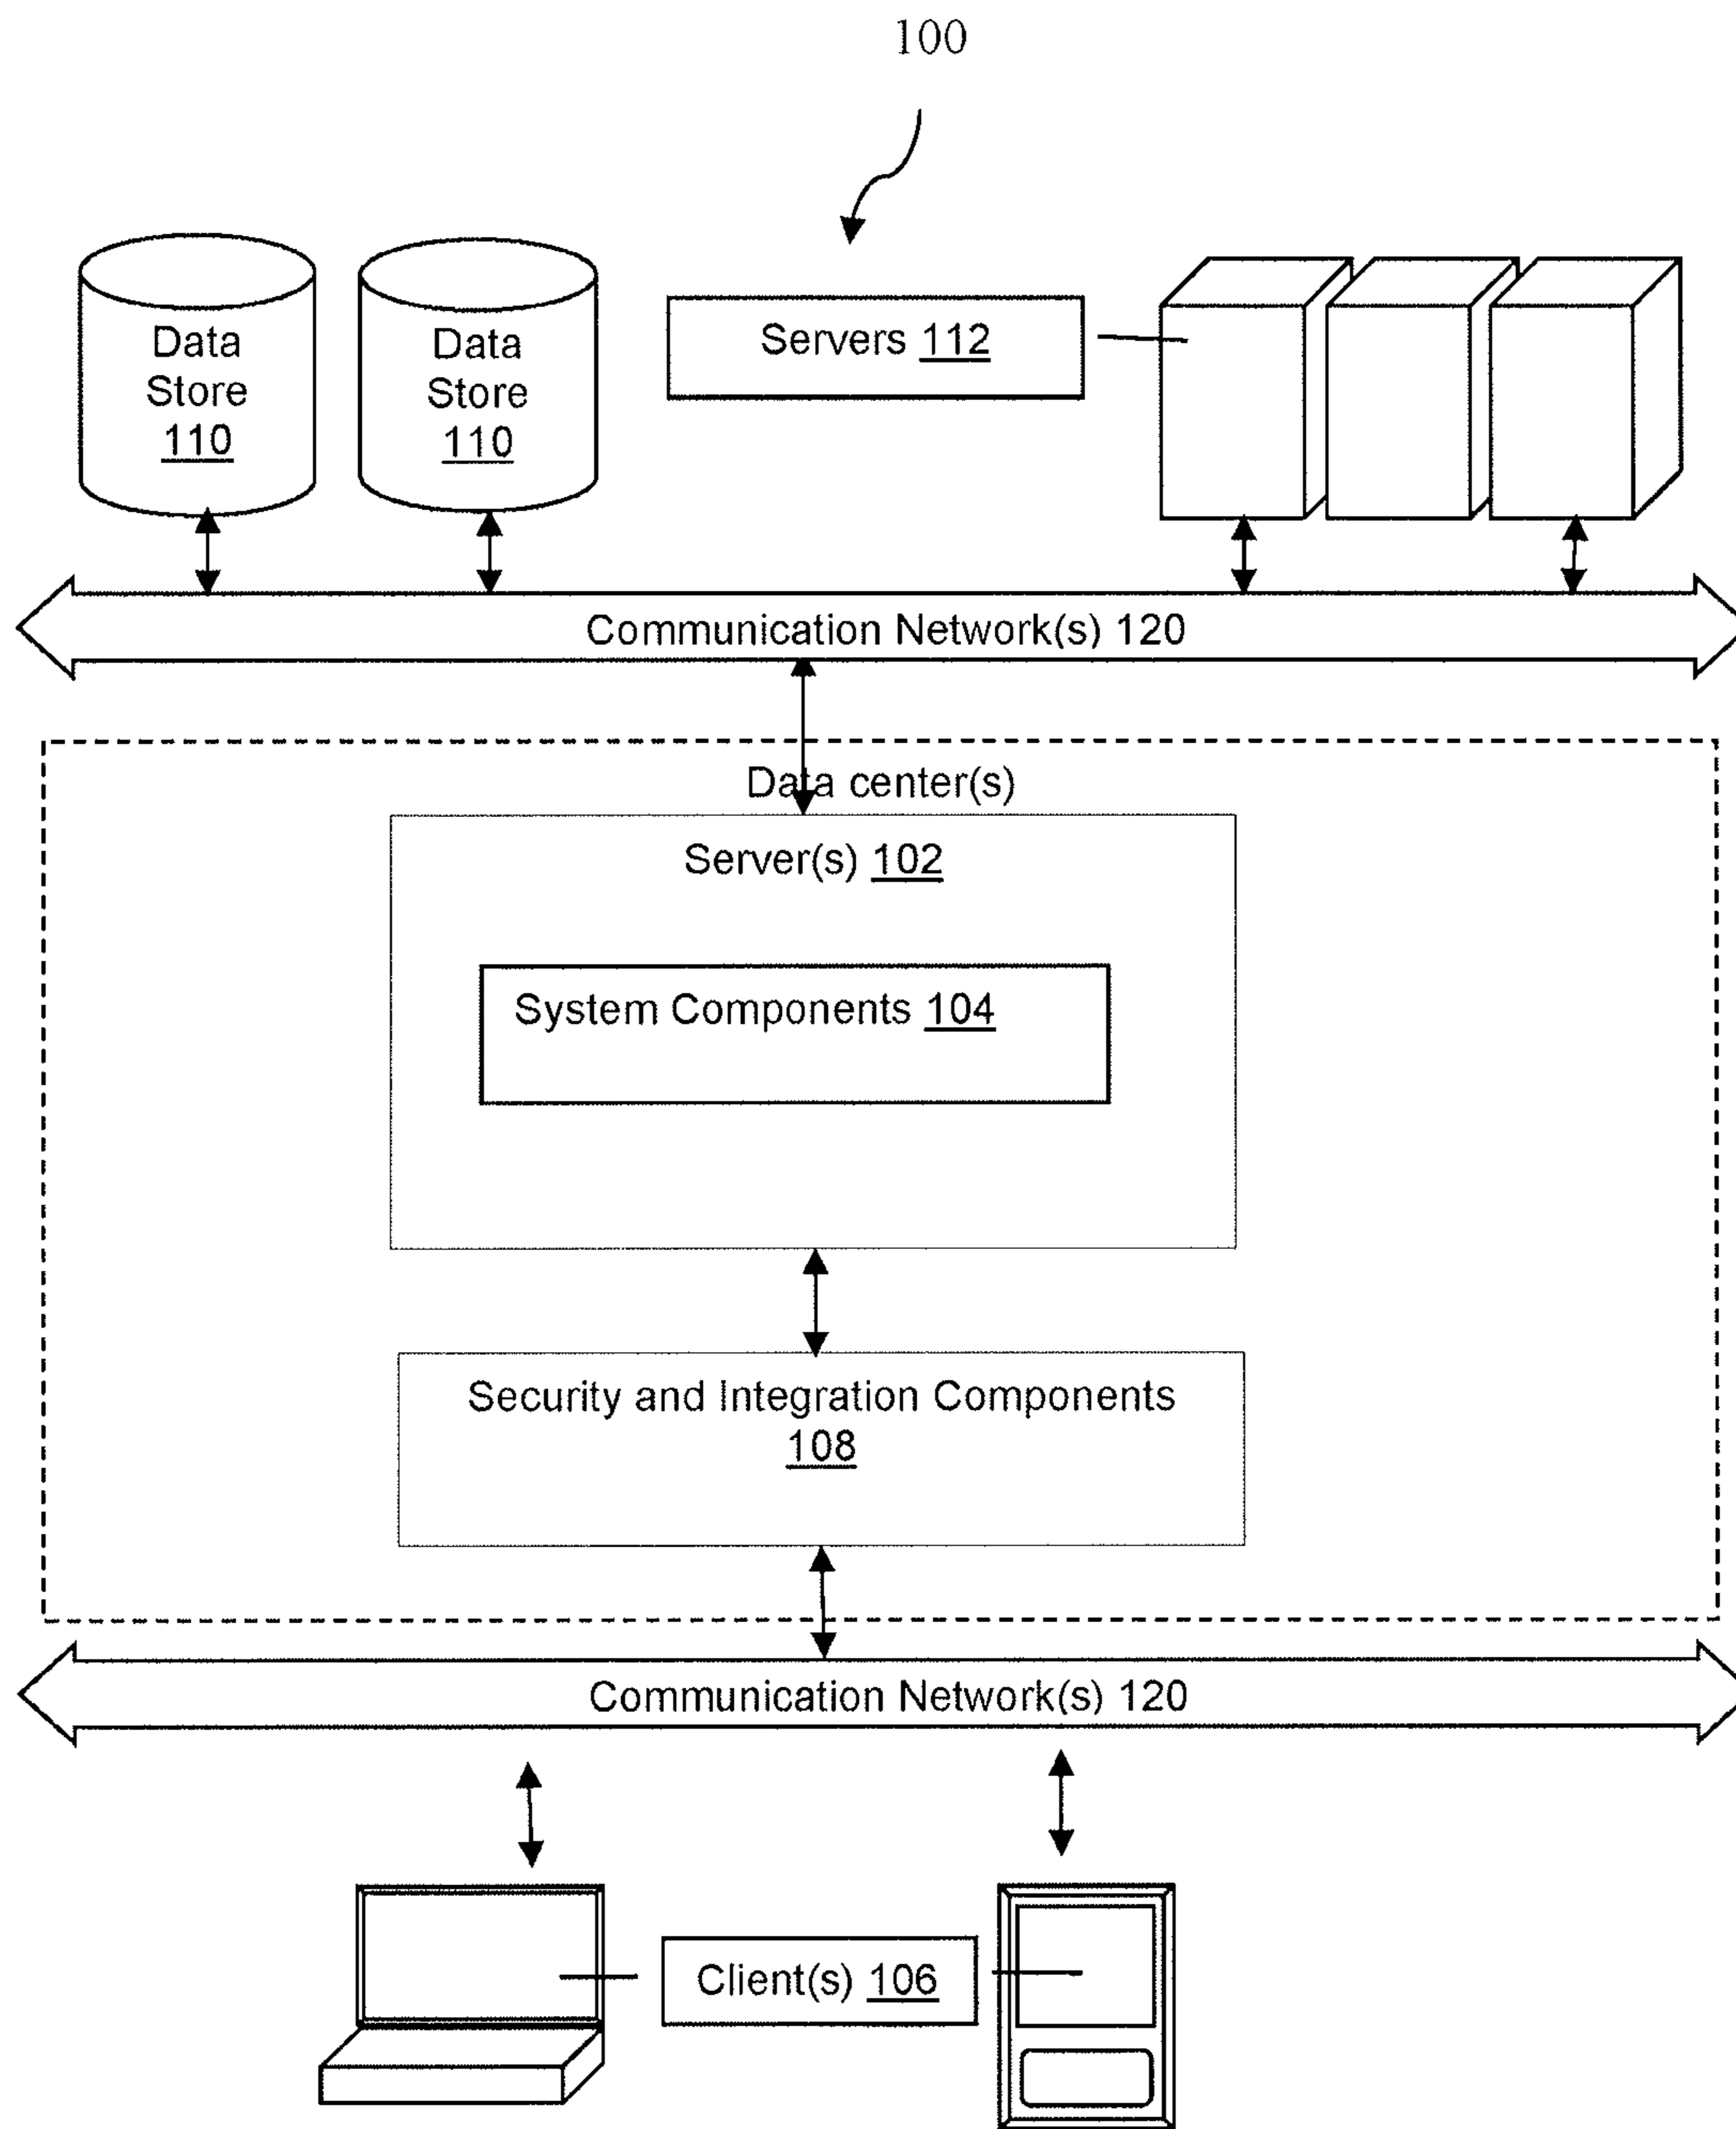 100
Data
Store
110
Data
Store
110
Servers 112
Communication Network(s) 120
Data center(s)
Server(s) 102
System Components 104
Security and Integration Components
108
Communication Network(s) 120
Client(s) 106